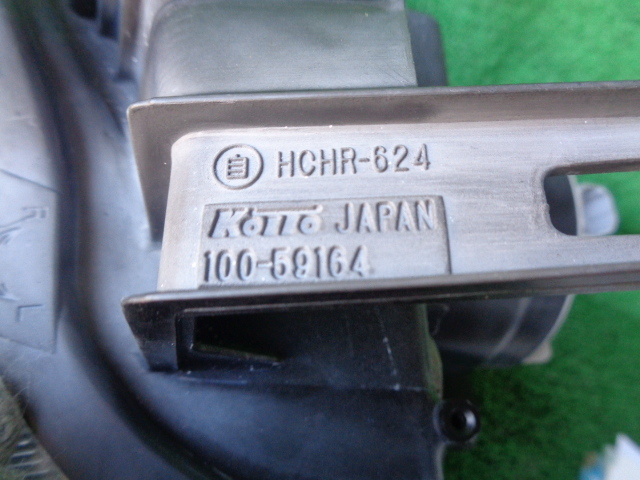 自 HCHR-624
KOITO JAPAN
100-59164
R
L